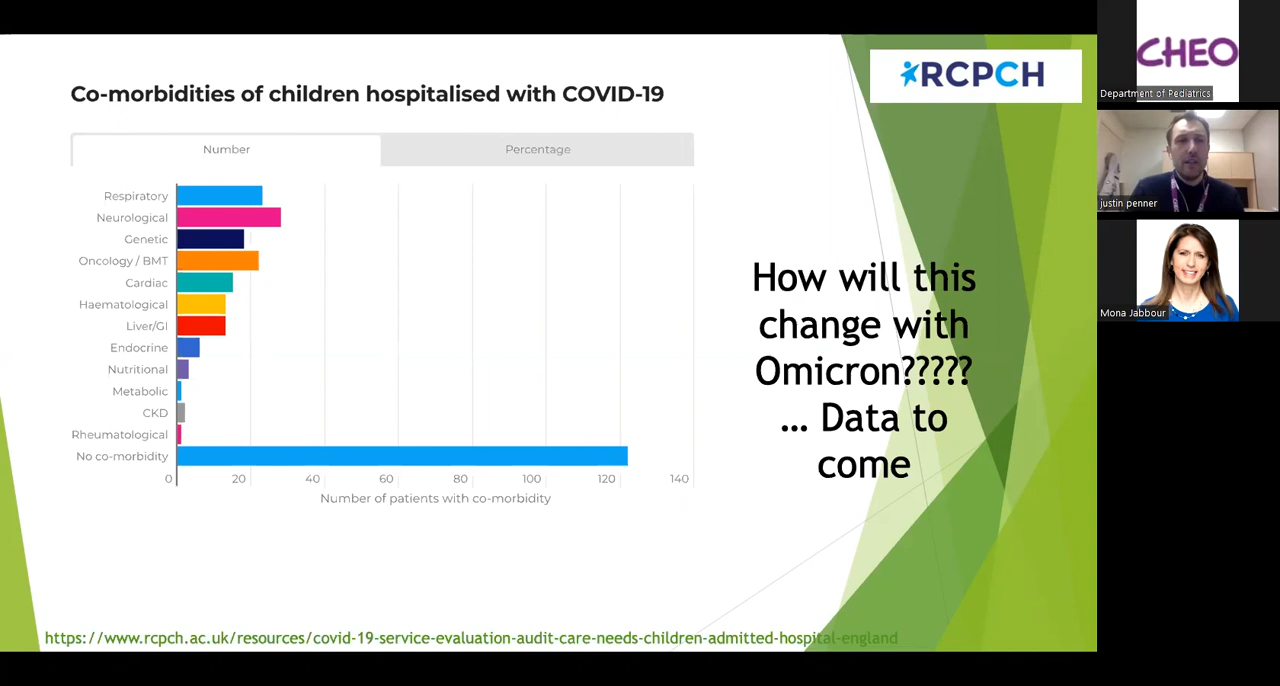 Co-morbidities of children hospitalised with COVID-19
Number
Percentage
Respiratory
Neurological
Genetic
Oncology / BMT
Cardiac
Haematological
Liver/GI
Endocrine
Nutritional
Metabolic
CKD
Rheumatological
No co-morbidity
0 20 40 60 80 100 120 140
Number of patients with co-morbidity
RCPCH
How will this
change with
Omicron?????
... Data to
come
https://www.rcpch.ac.uk/resources/covid-19-service-evaluation-audit-care-needs-children-admitted-hospital-england
CHEO
Department of Pediatrics
justin penner
Mona Jabbour